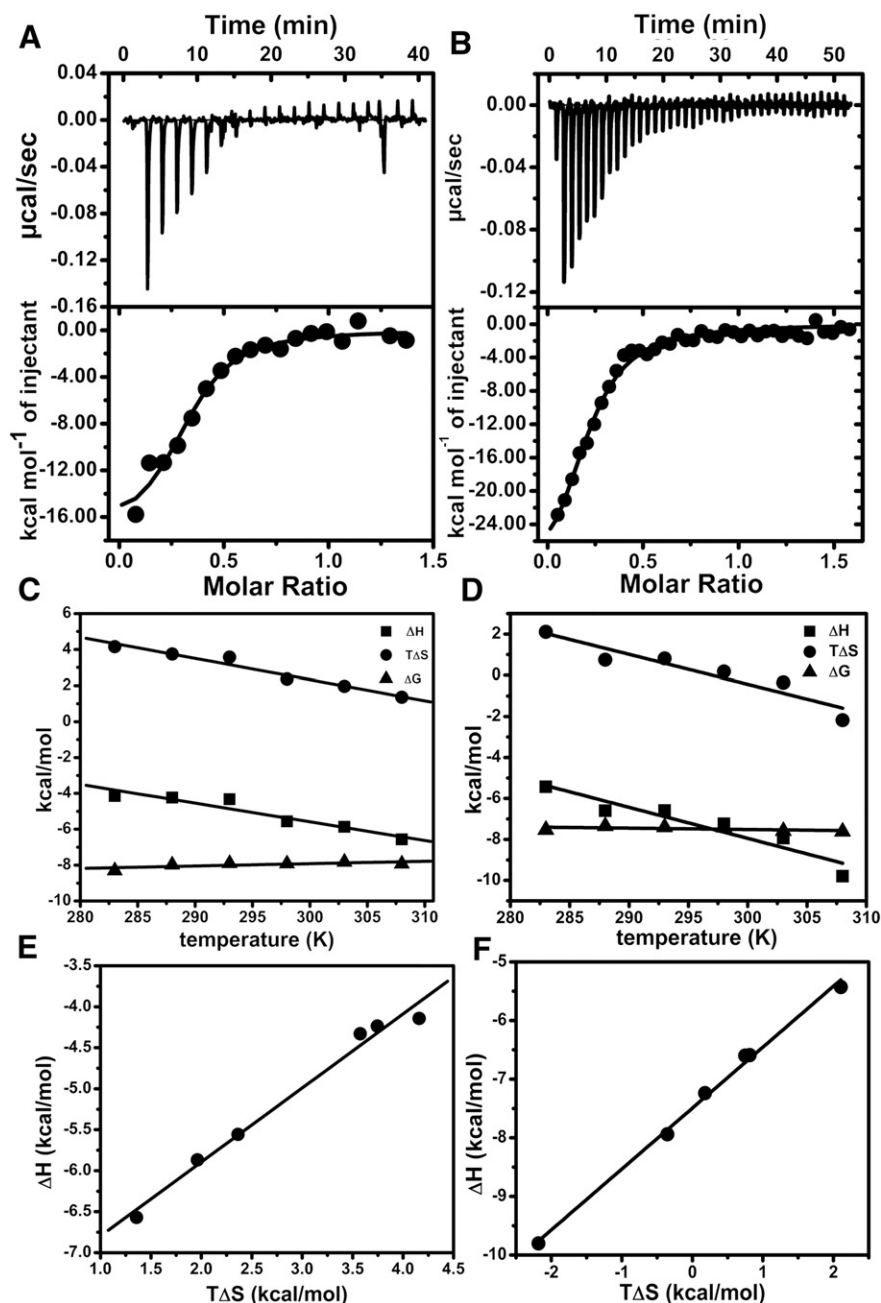 A
Time (min)
0 10 20 30 40
0.04
0.00
-0.04
-0.08
-0.12
-0.16
µcal/sec
0.00
-4.00
-8.00
-12.00
-16.00
kcal mol-1 of injectant
0.0 0.5 1.0 1.5
Molar Ratio
B
Time (min)
0 10 20 30 40 50
0.00
-0.04
-0.08
-0.12
µcal/sec
0.00
-4.00
-8.00
-12.00
-16.00
-20.00
-24.00
kcal mol-1 of injectant
0.0 0.5 1.0 1.5
Molar Ratio
C
6
4
2
0
-2
-4
-6
-8
-10
kcal/mol
ΔH
TΔS
ΔG
280 285 290 295 300 305 310
temperature (K)
D
2
0
-2
-4
-6
-8
-10
kcal/mol
ΔH
TΔS
ΔG
280 285 290 295 300 305 310
temperature (K)
E
-3.5
-4.0
-4.5
-5.0
-5.5
-6.0
-6.5
-7.0
ΔH (kcal/mol)
1.0 1.5 2.0 2.5 3.0 3.5 4.0 4.5
TΔS (kcal/mol)
F
-5
-6
-7
-8
-9
-10
ΔH (kcal/mol)
-2 -1 0 1 2
TΔS (kcal/mol)